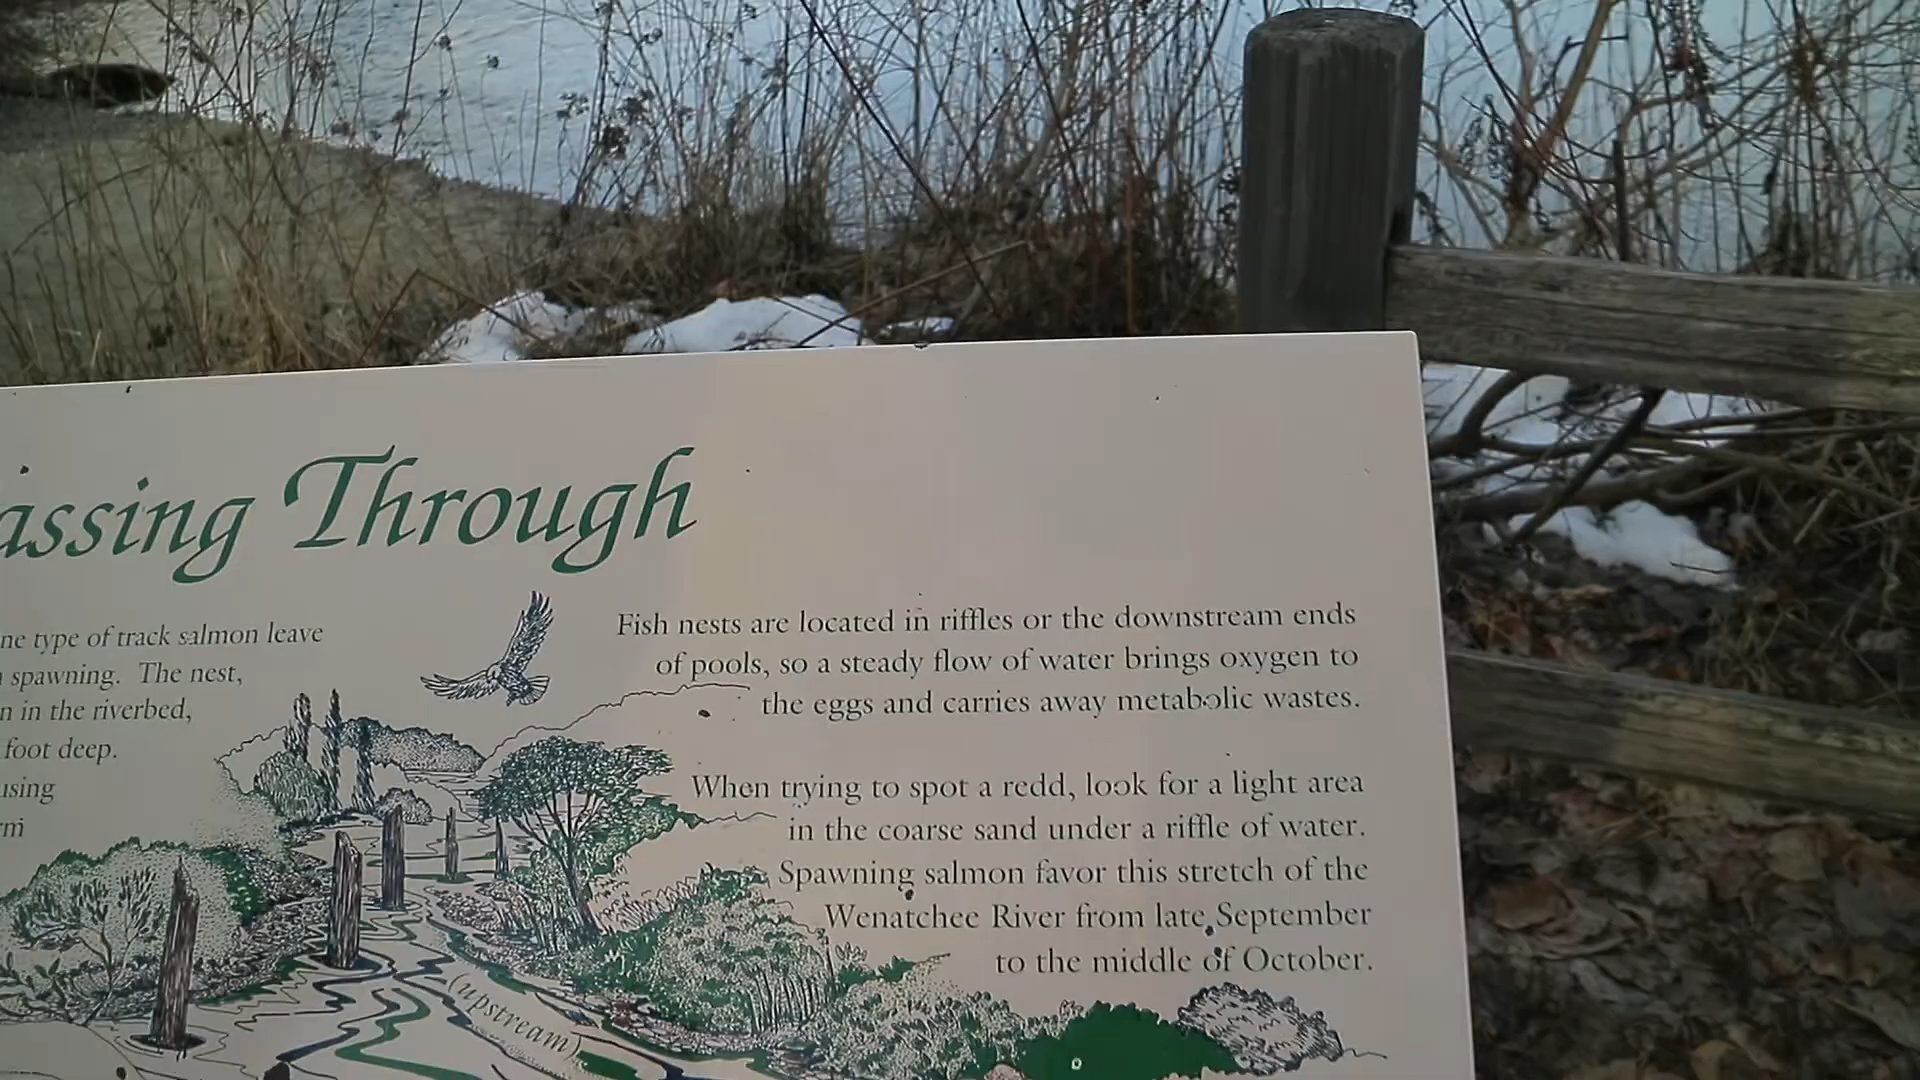 assing Through
ne type of track salmon leave
spawning. The nest,
n in the riverbed,
foot deep.
using
Fish nests are located in riffles or the downstream ends
of pools, so a steady flow of water brings oxygen to
the eggs and carries away metabolic wastes.
When trying to spot a redd, look for a light area
in the coarse sand under a riffle of water.
Spawning salmon favor this stretch of the
Wenatchee River from late September
to the middle of October.
(upstream)